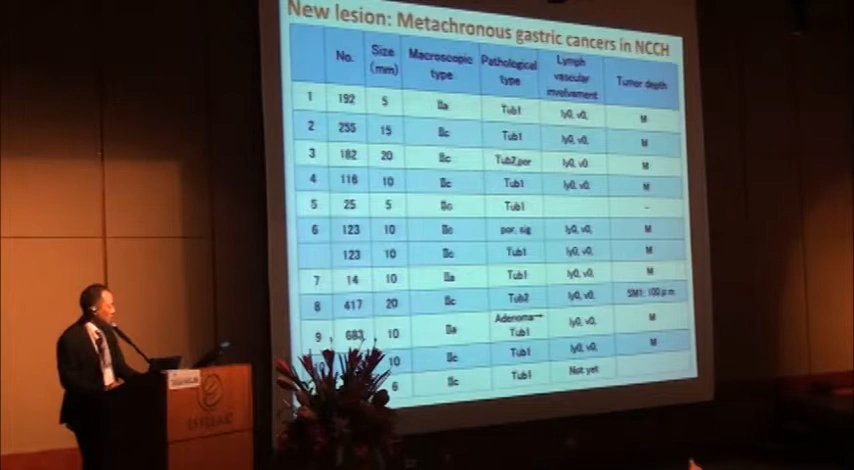 New lesion: Metachronous gastric cancers in NCCH
No. Size (mm) Macroscopic type Pathological type Lymph vascular involvement Tumor depth
1 192 5 Ⅱa Tub1 ly0, v0, M
2 255 15 Ⅱc Tub1 ly0, v0, M
3 182 20 Ⅱc Tub2,por ly0, v0 M
4 116 10 Ⅱc Tub1 ly0, v0, M
5 25 5 Ⅱc Tub1 -
6 123 10 Ⅱc por, sig ly0, v0, M
123 10 Ⅱc Tub1 ly0, v0, M
7 14 10 Ⅱa Tub1 ly0, v0, M
8 417 20 Ⅱc Tub2 ly0, v0, SM1: 100μm
9 683 10 Ⅱa Adenoma→ Tub1 ly0, v0, M
10 Ⅱc Tub1 ly0, v0, M
6 Ⅱc Tub1 Not yet